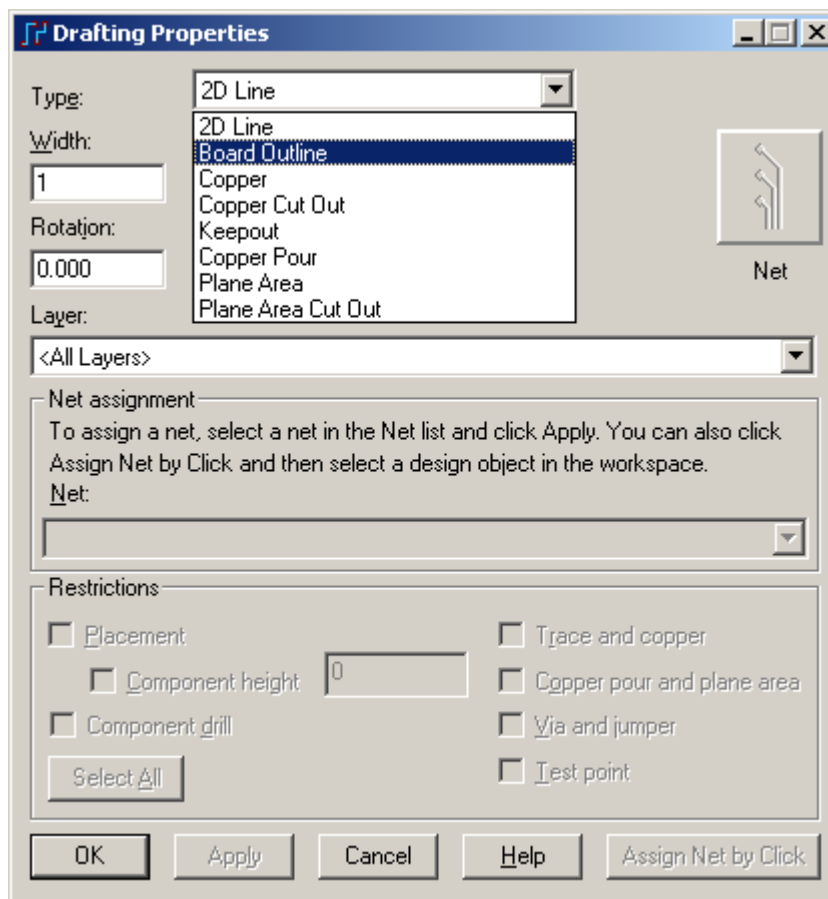 Drafting Properties
Type:
2D Line
2D Line
Board Outline
Copper
Copper Cut Out
Keepout
Copper Pour
Plane Area
Plane Area Cut Out
Width:
1
Rotation:
0.000
Net
Layer:
<All Layers>
Net assignment
To assign a net, select a net in the Net list and click Apply. You can also click
Assign Net by Click and then select a design object in the workspace.
Net:
Restrictions
Placement
Component height
0
Component drill
Select All
Trace and copper
Copper pour and plane area
Via and jumper
Test point
OK
Apply
Cancel
Help
Assign Net by Click